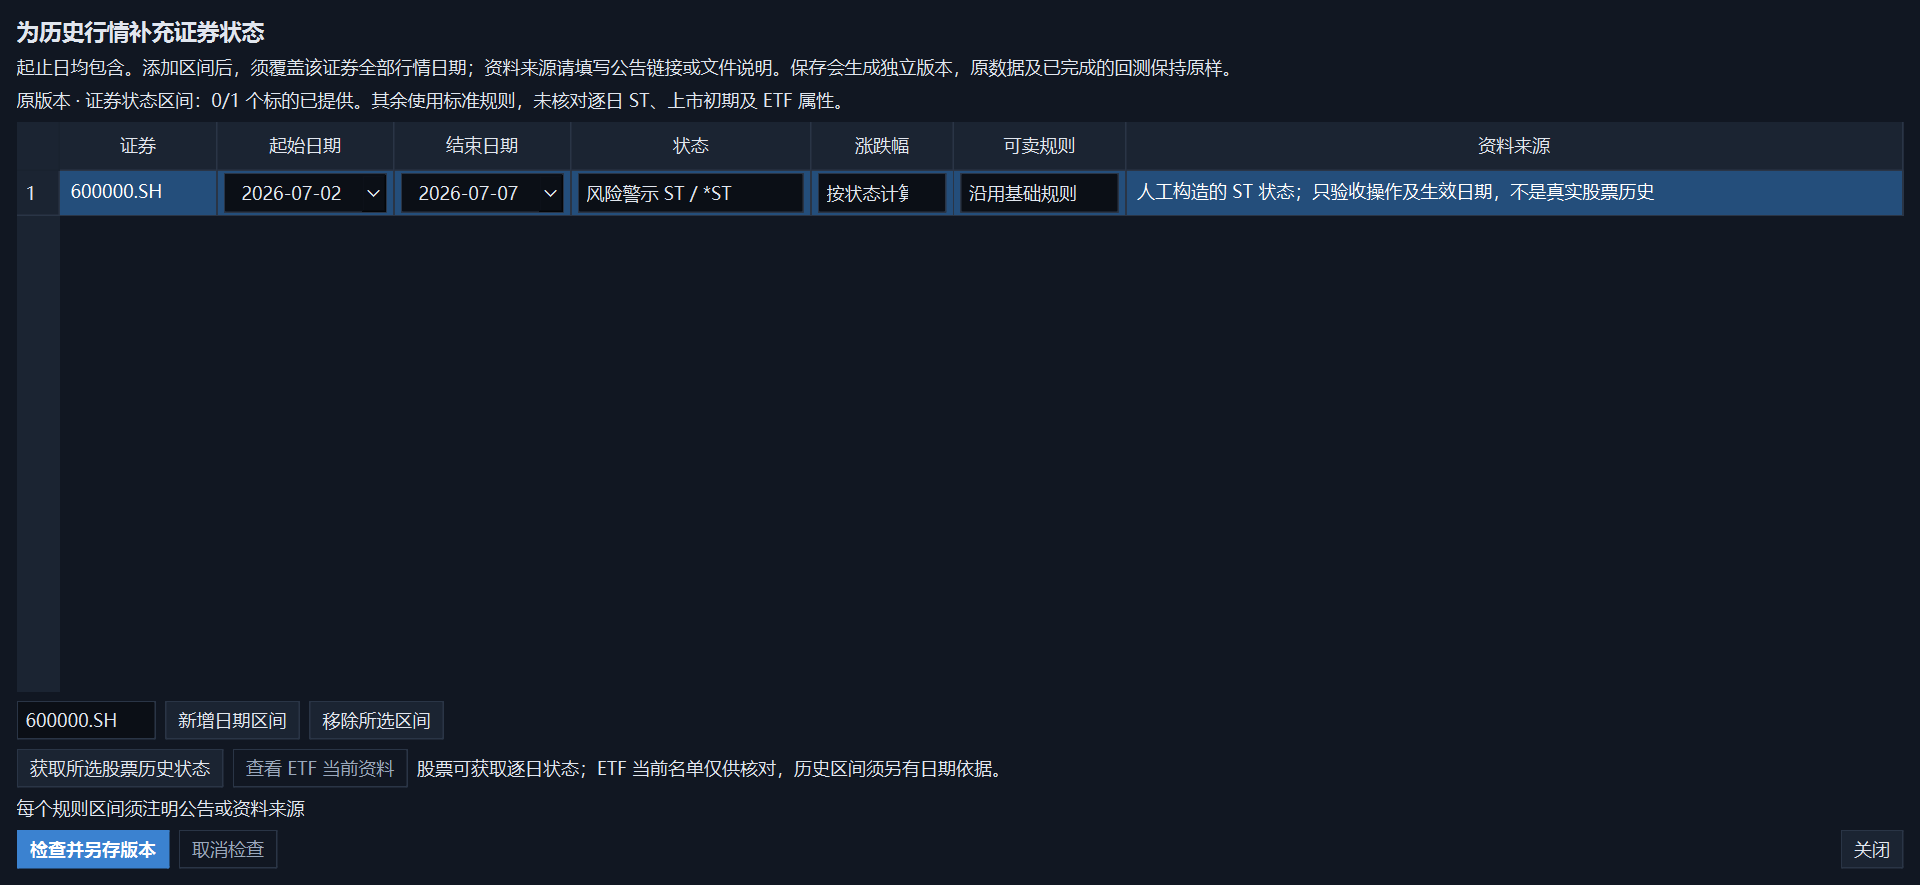 为历史行情补充证券状态
起止日均包含。添加区间后，须覆盖该证券全部行情日期；资料来源请填写公告链接或文件说明。保存会生成独立版本，原数据及已完成的回测保持原样。
原版本 · 证券状态区间：0/1 个标的已提供。其余使用标准规则，未核对逐日 ST、上市初期及 ETF 属性。
证券 起始日期 结束日期 状态 涨跌幅 可卖规则 资料来源
1 600000.SH 2026-07-02 2026-07-07 风险警示 ST / *ST 按状态计 沿用基础规则 人工构造的 ST 状态；只验收操作及生效日期，不是真实股票历史
600000.SH 新增日期区间 移除所选区间
获取所选股票历史状态 查看 ETF 当前资料 股票可获取逐日状态；ETF 当前名单仅供核对，历史区间须另有日期依据。
每个规则区间须注明公告或资料来源
检查并另存版本 取消检查 关闭